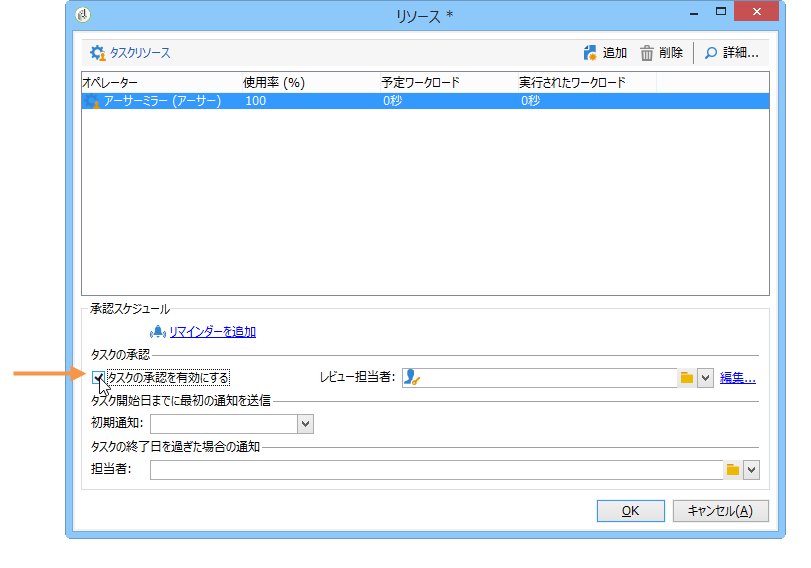 リソース *
タスクリソース 追加 削除 詳細...
オペレーター 使用率 (%) 予定ワークロード 実行されたワークロード
アーサーミラー (アーサー) 100 0秒 0秒
承認スケジュール
リマインダーを追加
タスクの承認
タスクの承認を有効にする レビュー担当者: 編集...
タスク開始日までに最初の通知を送信
初期通知:
タスクの終了日を過ぎた場合の通知
担当者:
OK キャンセル(A)